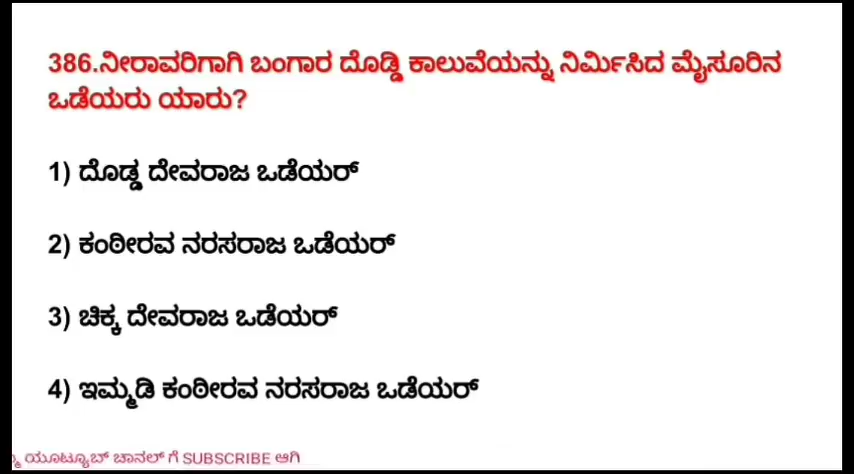 386.ನೀರಾವರಿಗಾಗಿ ಬಂಗಾರ ದೊಡ್ಡಿ ಕಾಲುವೆಯನ್ನು ನಿರ್ಮಿಸಿದ ಮೈಸೂರಿನ
ಒಡೆಯರು ಯಾರು?
1) ದೊಡ್ಡ ದೇವರಾಜ ಒಡೆಯರ್
2) ಕಂಠೀರವ ನರಸರಾಜ ಒಡೆಯರ್
3) ಚಿಕ್ಕ ದೇವರಾಜ ಒಡೆಯರ್
4) ಇಮ್ಮಡಿ ಕಂಠೀರವ ನರಸರಾಜ ಒಡೆಯರ್
ಯೂಟ್ಯೂಬ್ ಚಾನಲ್ ಗೆ SUBSCRIBE ಆಗಿ